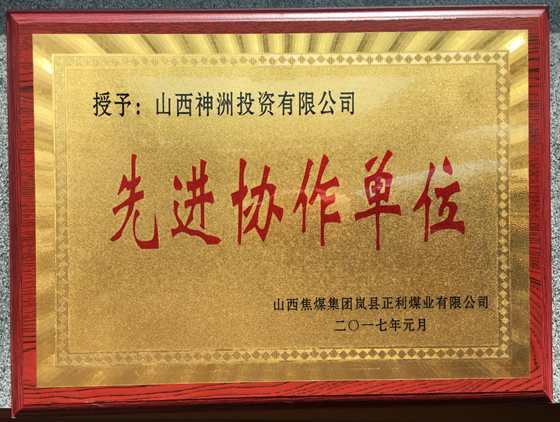 授予：山西神洲投资有限公司
先进协作单位
山西焦煤集团岚县正利煤业有限公司
二〇一七年元月